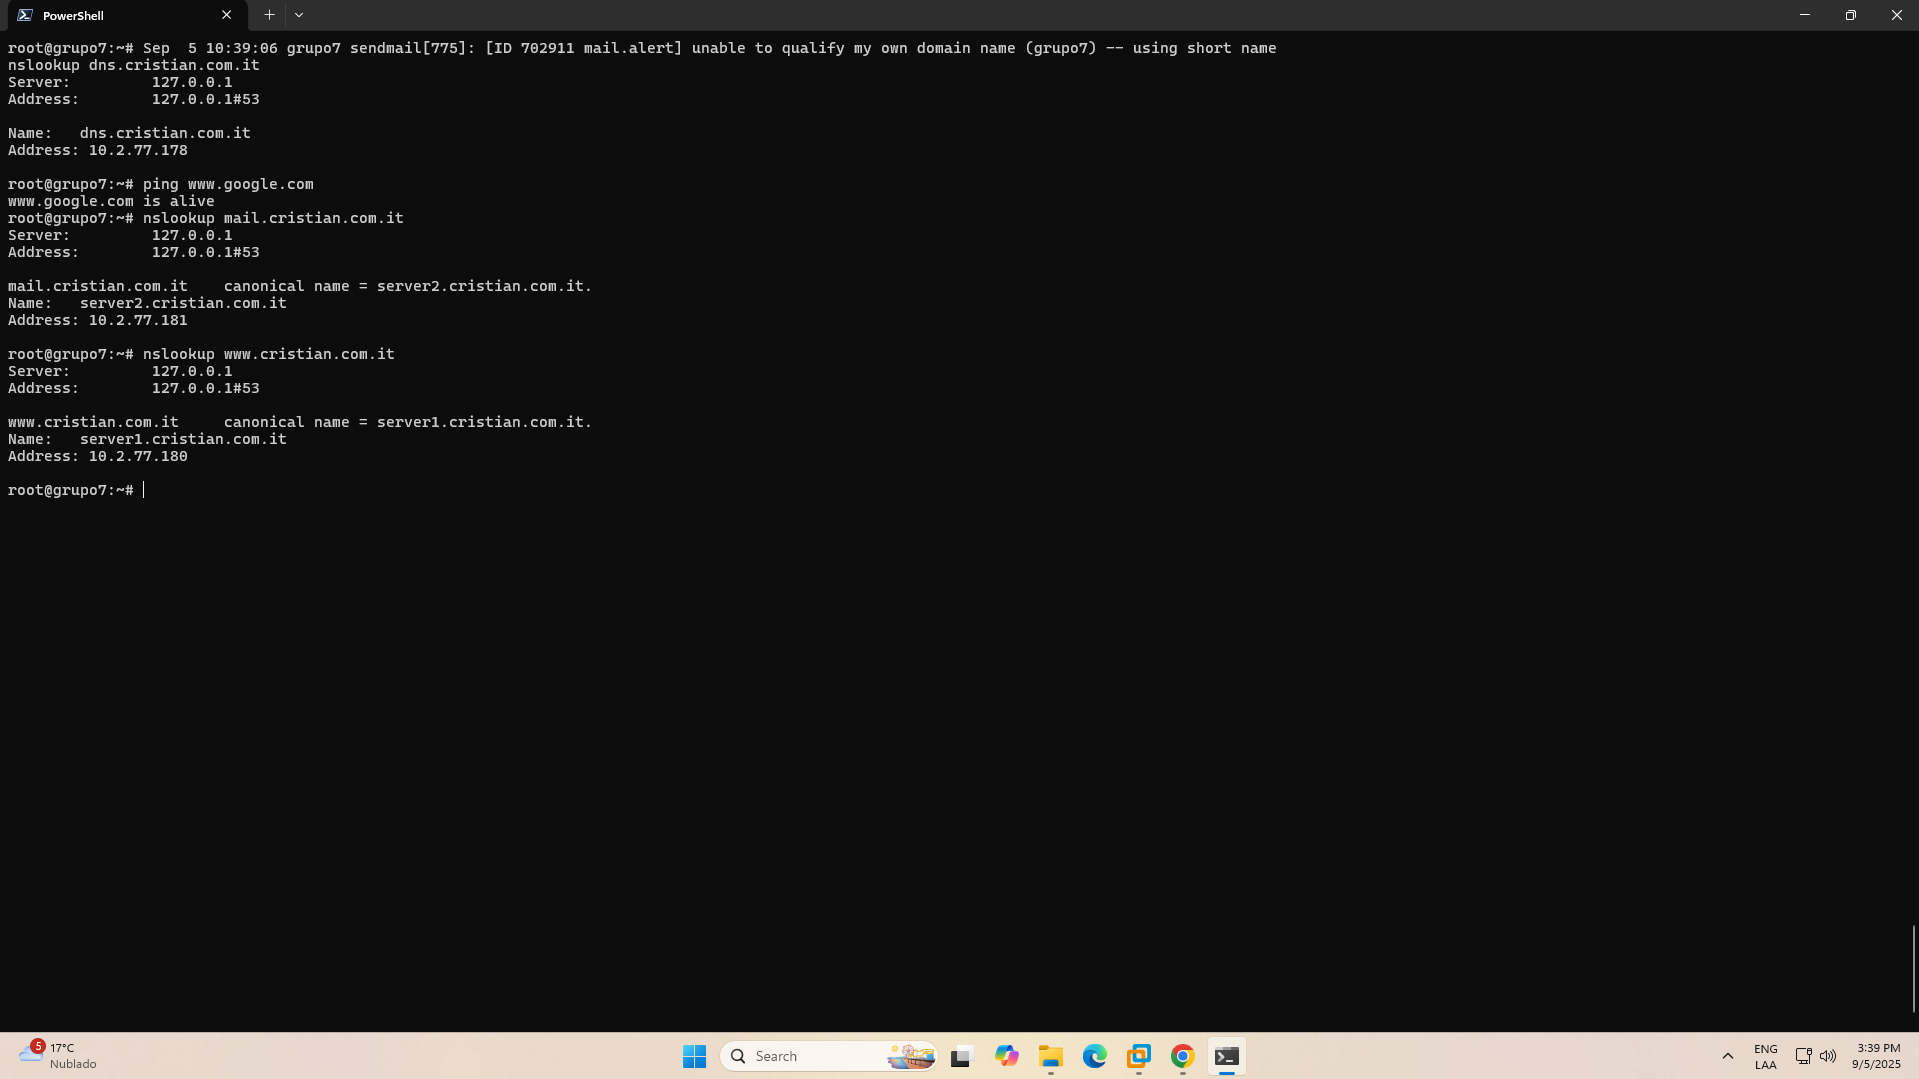 PowerShell
root@grupo7:~# Sep  5 10:39:06 grupo7 sendmail[775]: [ID 702911 mail.alert] unable to qualify my own domain name (grupo7) -- using short name
nslookup dns.cristian.com.it
Server:         127.0.0.1
Address:        127.0.0.1#53
Name:   dns.cristian.com.it
Address: 10.2.77.178
root@grupo7:~# ping www.google.com
www.google.com is alive
root@grupo7:~# nslookup mail.cristian.com.it
Server:         127.0.0.1
Address:        127.0.0.1#53
mail.cristian.com.it    canonical name = server2.cristian.com.it.
Name:   server2.cristian.com.it
Address: 10.2.77.181
root@grupo7:~# nslookup www.cristian.com.it
Server:         127.0.0.1
Address:        127.0.0.1#53
www.cristian.com.it     canonical name = server1.cristian.com.it.
Name:   server1.cristian.com.it
Address: 10.2.77.180
root@grupo7:~#
5
17°C
Nublado
Search
ENG
LAA
3:39 PM
9/5/2025